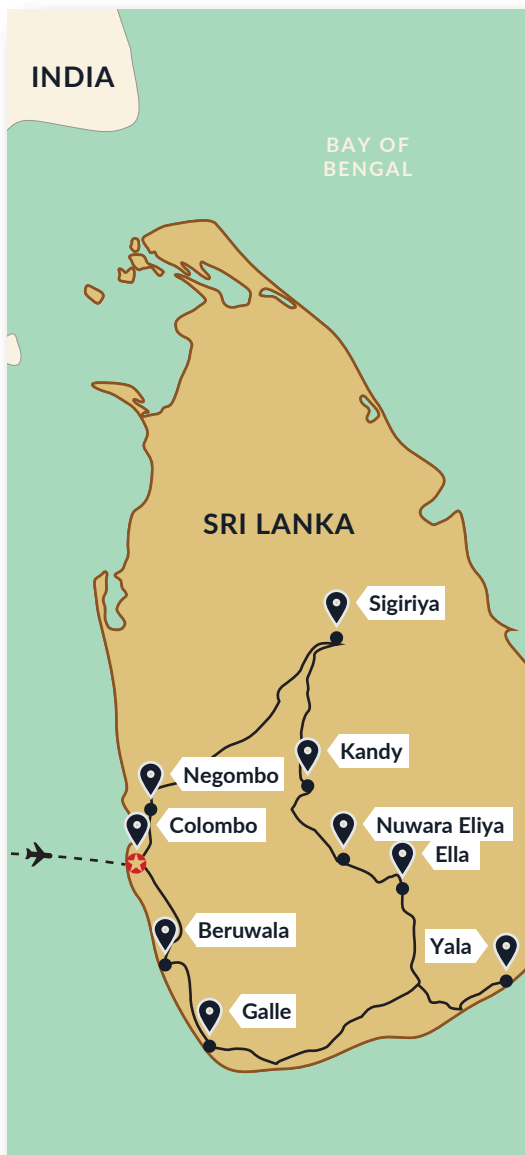 INDIA
BAY OF
BENGAL
SRI LANKA
Sigiriya
Kandy
Negombo
Colombo
Nuwara Eliya
Ella
Beruwala
Yala
Galle